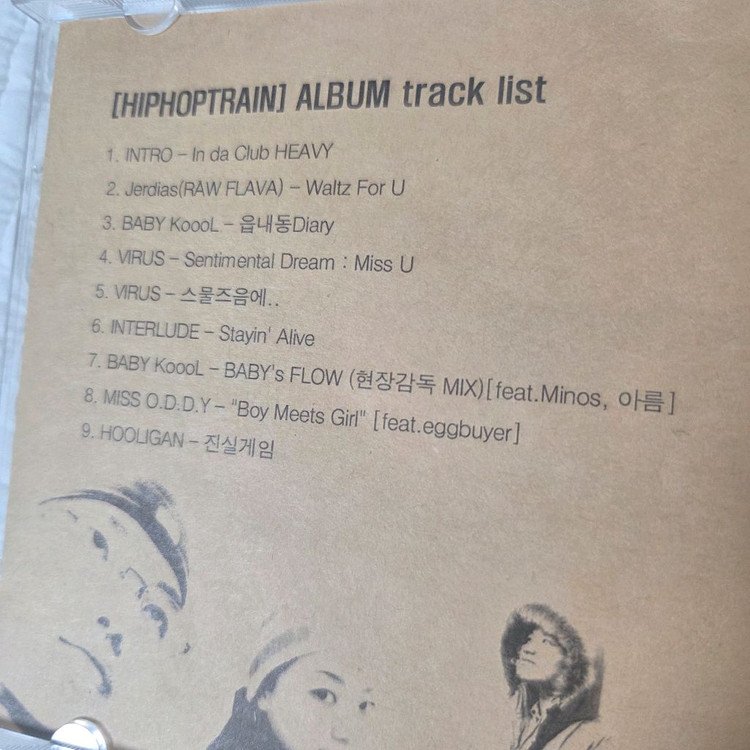 [HIPHOPTRAIN] ALBUM track list
1. INTRO - In da Club HEAVY
2. Jerdias(RAW FLAVA) - Waltz For U
3. BABY KoooL - 읍내동Diary
4. VIRUS - Sentimental Dream : Miss U
5. VIRUS - 스물즈음에..
6. INTERLUDE - Stayin' Alive
7. BABY KoooL - BABY's FLOW (현장감독 MIX)[feat.Minos, 아름]
8. MISS O.D.D.Y - "Boy Meets Girl" [feat.eggbuyer]
9. HOOLIGAN - 진실게임